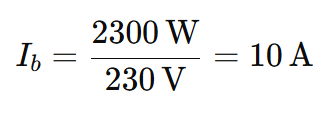 I_b = 2300 W / 230 V = 10 A